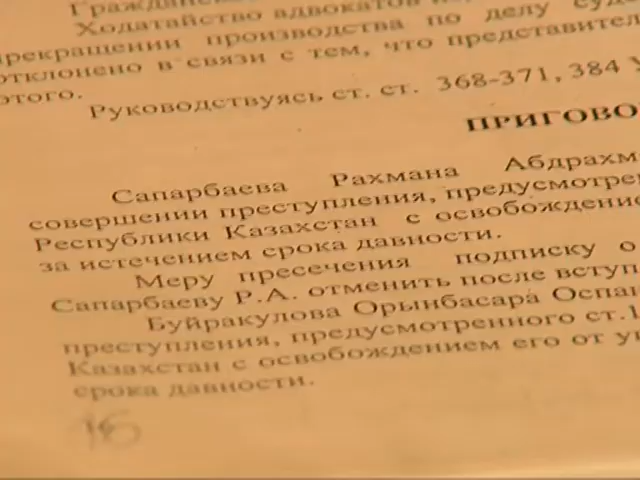 Ходатайство адвокатов
прекращении производства по делу
отклонено в связи с тем, что представител
этого.
Руководствуясь ст. ст. 368-371, 384 У
ПРИГОВО
Сапарбаева Рахмана Абдрахм
совершении преступления, предусмотре
Республики Казахстан с освобождение
за истечением срока давности.
Меру пресечения подписку о
Сапарбаеву Р.А. отменить после вступ
Буйракулова Орынбасара Оспан
преступления, предусмотренного ст.1
Казахстан с освобождением его от у
срока давности.
16